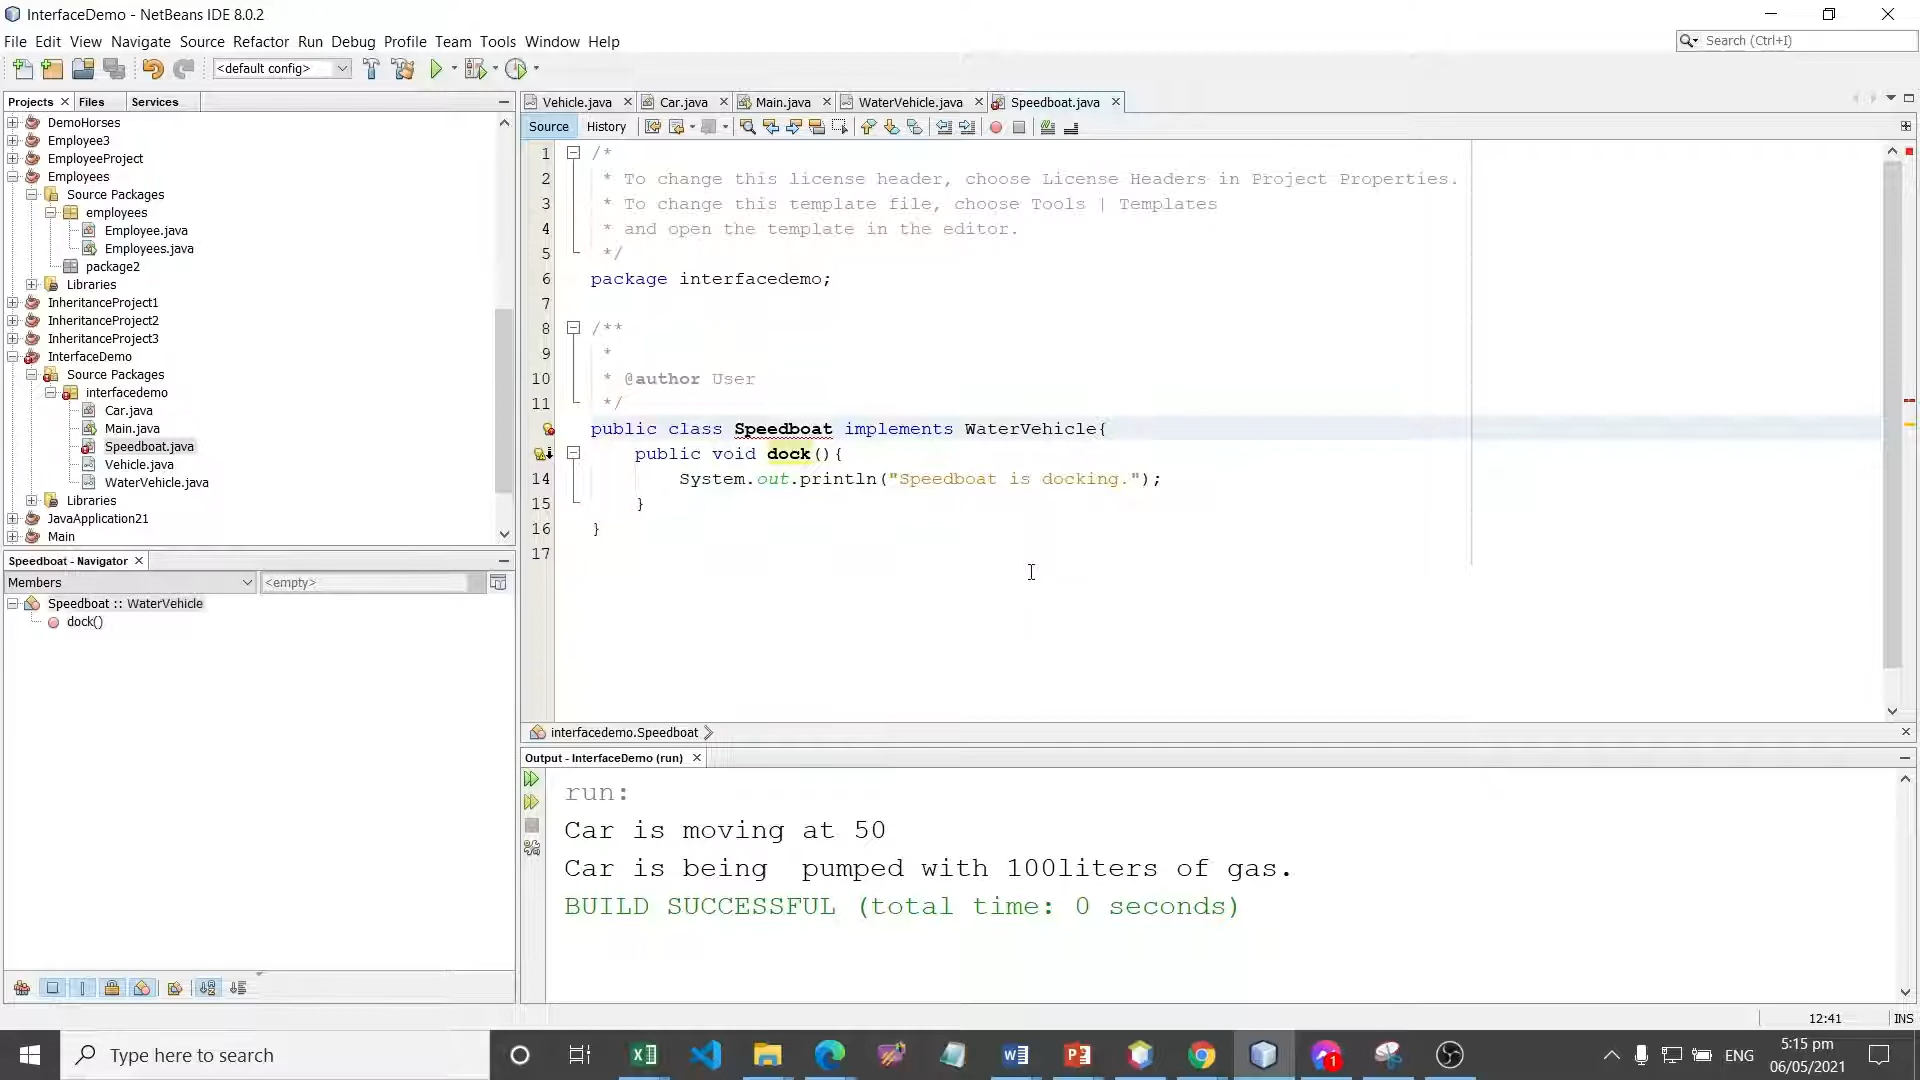 InterfaceDemo - NetBeans IDE 8.0.2
File Edit View Navigate Source Refactor Run Debug Profile Team Tools Window Help
Search (Ctrl+I)
<default config>
Projects Files Services
DemoHorses
Employee3
EmployeeProject
Employees
Source Packages
employees
Employee.java
Employees.java
package2
Libraries
InheritanceProject1
InheritanceProject2
InheritanceProject3
InterfaceDemo
Source Packages
interfacedemo
Car.java
Main.java
Speedboat.java
Vehicle.java
WaterVehicle.java
Libraries
JavaApplication21
Main
Speedboat - Navigator
Members <empty>
Speedboat :: WaterVehicle
dock()
Vehicle.java Car.java Main.java WaterVehicle.java Speedboat.java
Source History
1 /*
2 * To change this license header, choose License Headers in Project Properties.
3 * To change this template file, choose Tools | Templates
4 * and open the template in the editor.
5 */
6 package interfacedemo;
7
8 /**
9 *
10 * @author User
11 */
public class Speedboat implements WaterVehicle{
public void dock(){
14 System.out.println("Speedboat is docking.");
15 }
16 }
17
interfacedemo.Speedboat
Output - InterfaceDemo (run)
run:
Car is moving at 50
Car is being  pumped with 100liters of gas.
BUILD SUCCESSFUL (total time: 0 seconds)
12:41 INS
Type here to search
1
ENG
5:15 pm
06/05/2021